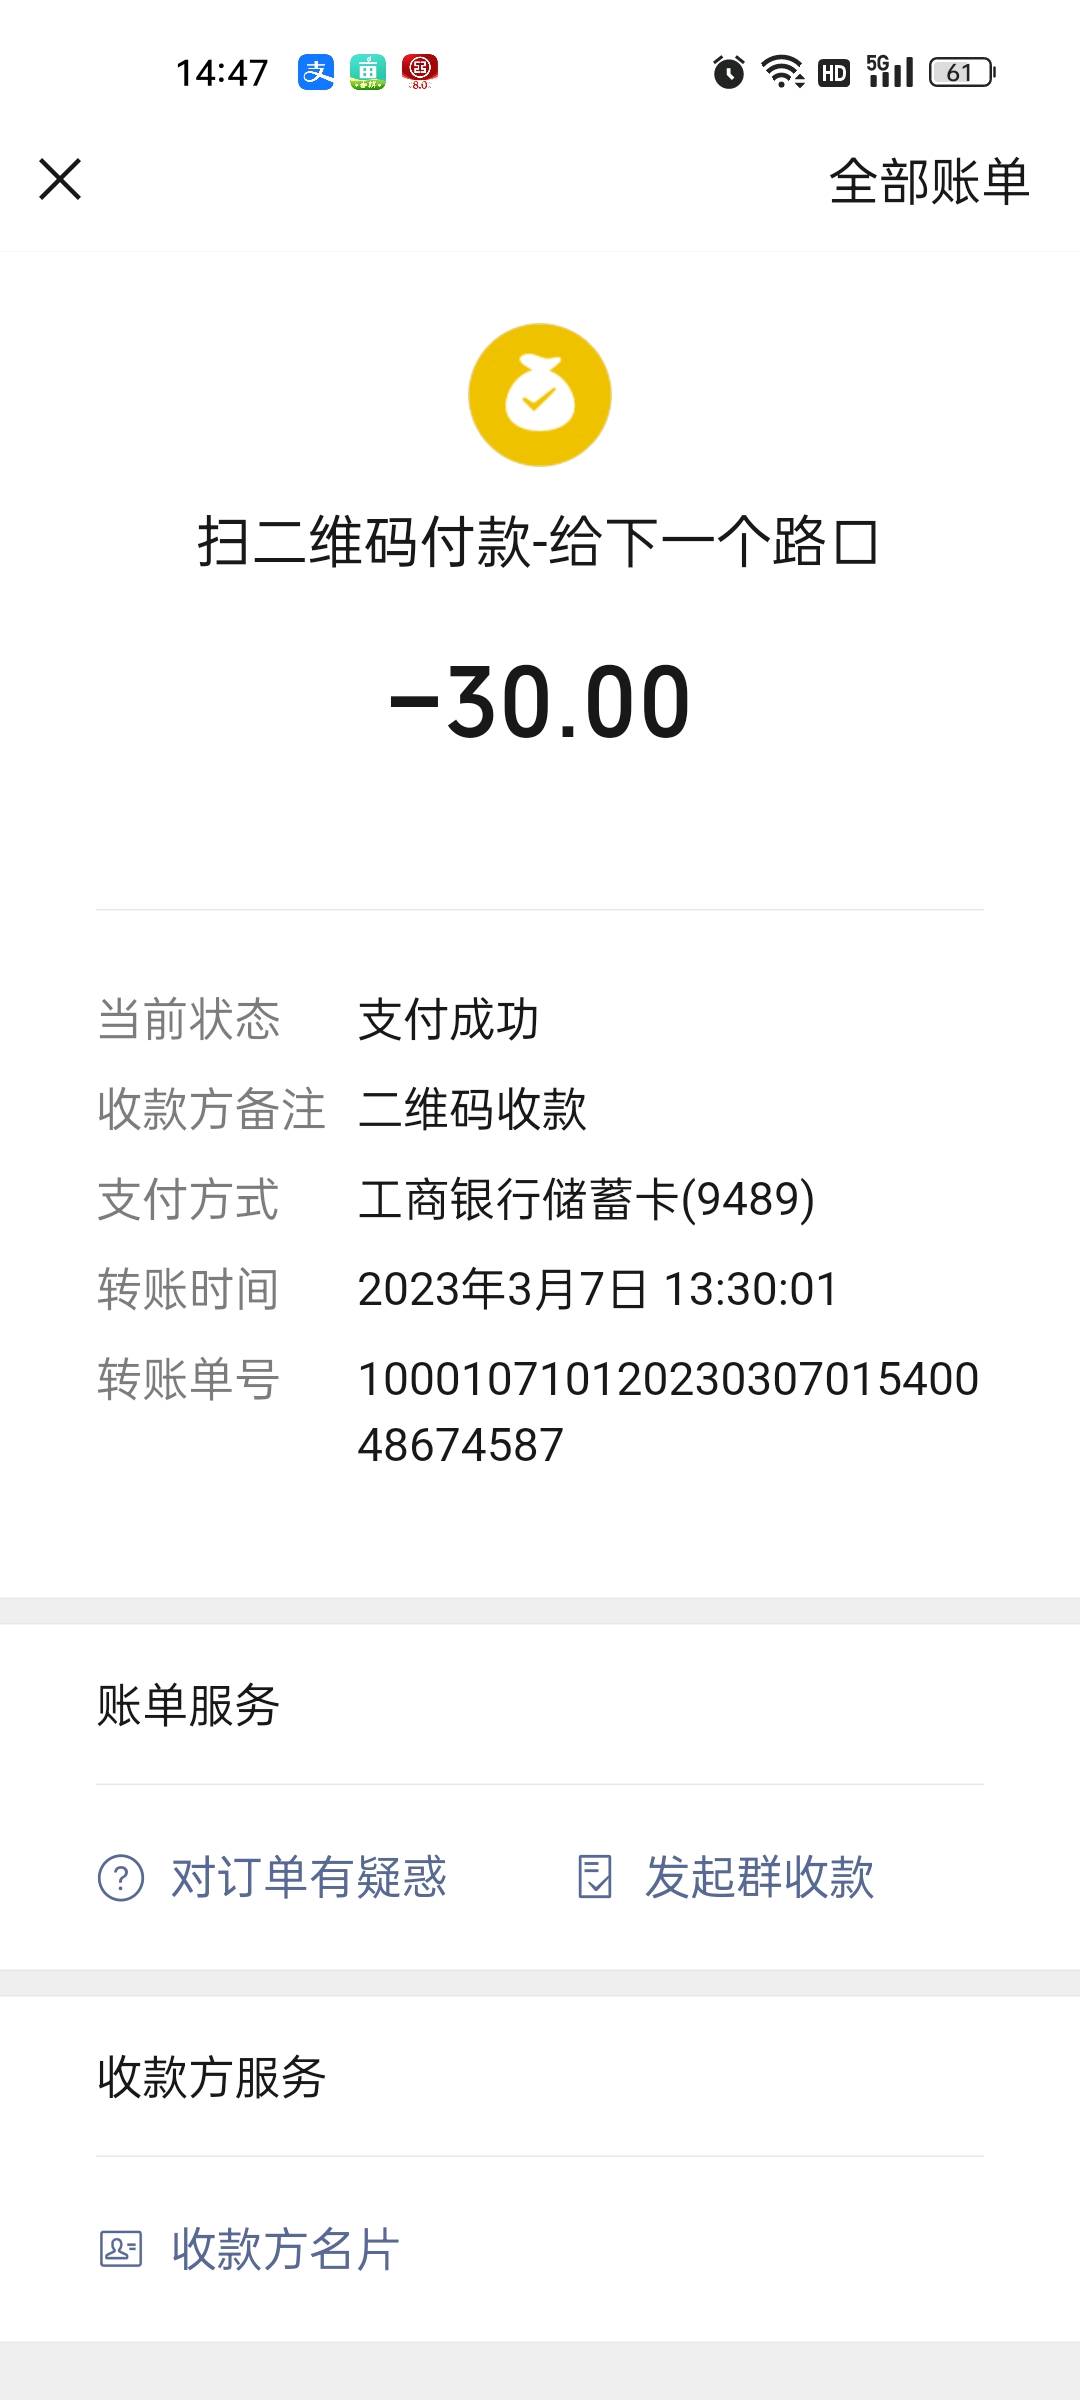 14:47
HD 5G 61
全部账单
扫二维码付款-给下一个路口
-30.00
当前状态 支付成功
收款方备注 二维码收款
支付方式 工商银行储蓄卡(9489)
转账时间 2023年3月7日 13:30:01
转账单号 100010710120230307015400
48674587
账单服务
对订单有疑惑 发起群收款
收款方服务
收款方名片